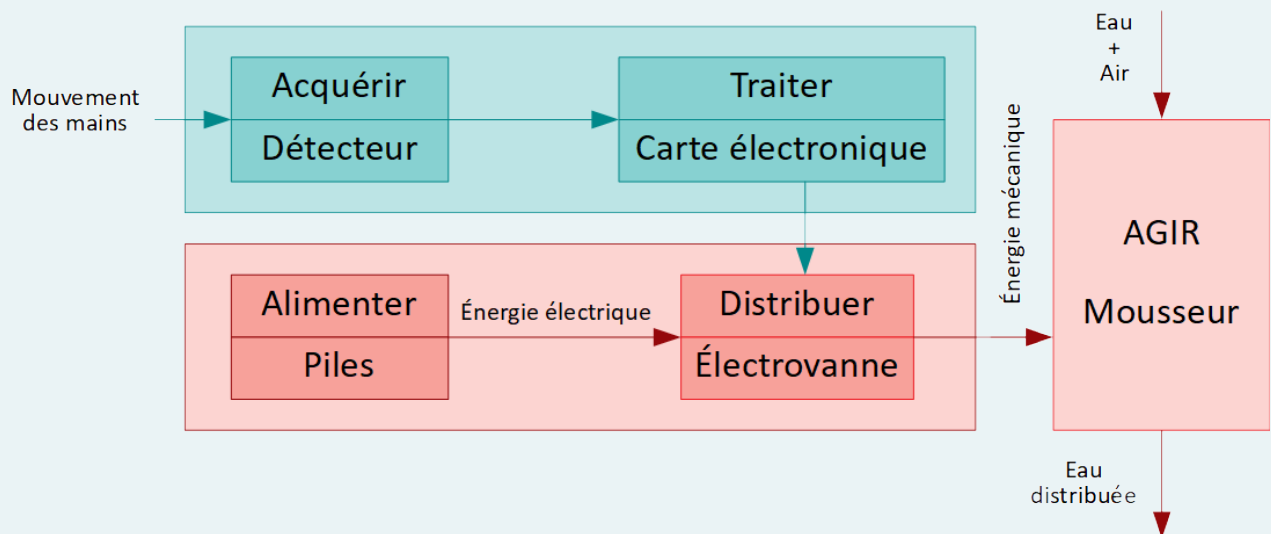 Mouvement
des mains
Acquérir
Détecteur
Traiter
Carte électronique
Eau
+
Air
Énergie mécanique
AGIR
Mousseur
Alimenter
Piles
Énergie électrique
Distribuer
Électrovanne
Eau
distribuée